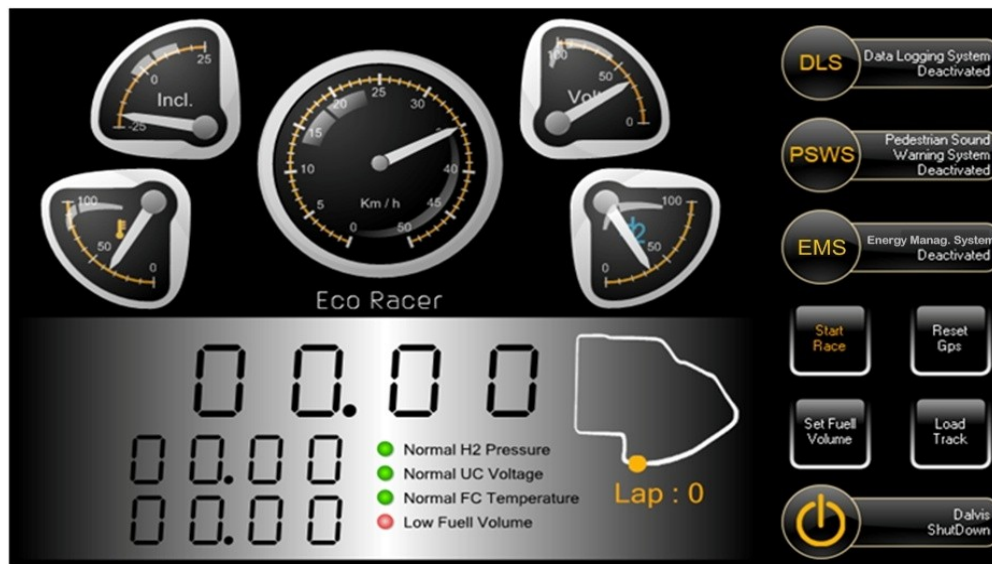 25
0
-25
Incl.
100
50
0
Km / h
0
5
10
15
20
25
30
40
50
Eco Racer
100
50
0
100
50
0
DLS
Data Logging System
Deactivated
PSWS
Pedestrian Sound
Warning System
Deactivated
EMS
Energy Manag. System
Deactivated
Start
Race
Reset
Gps
Set Fuell
Volume
Load
Track
Dalvis
ShutDown
00.00
00.00
00.00
Normal H2 Pressure
Normal UC Voltage
Normal FC Temperature
Low Fuell Volume
Lap : 0